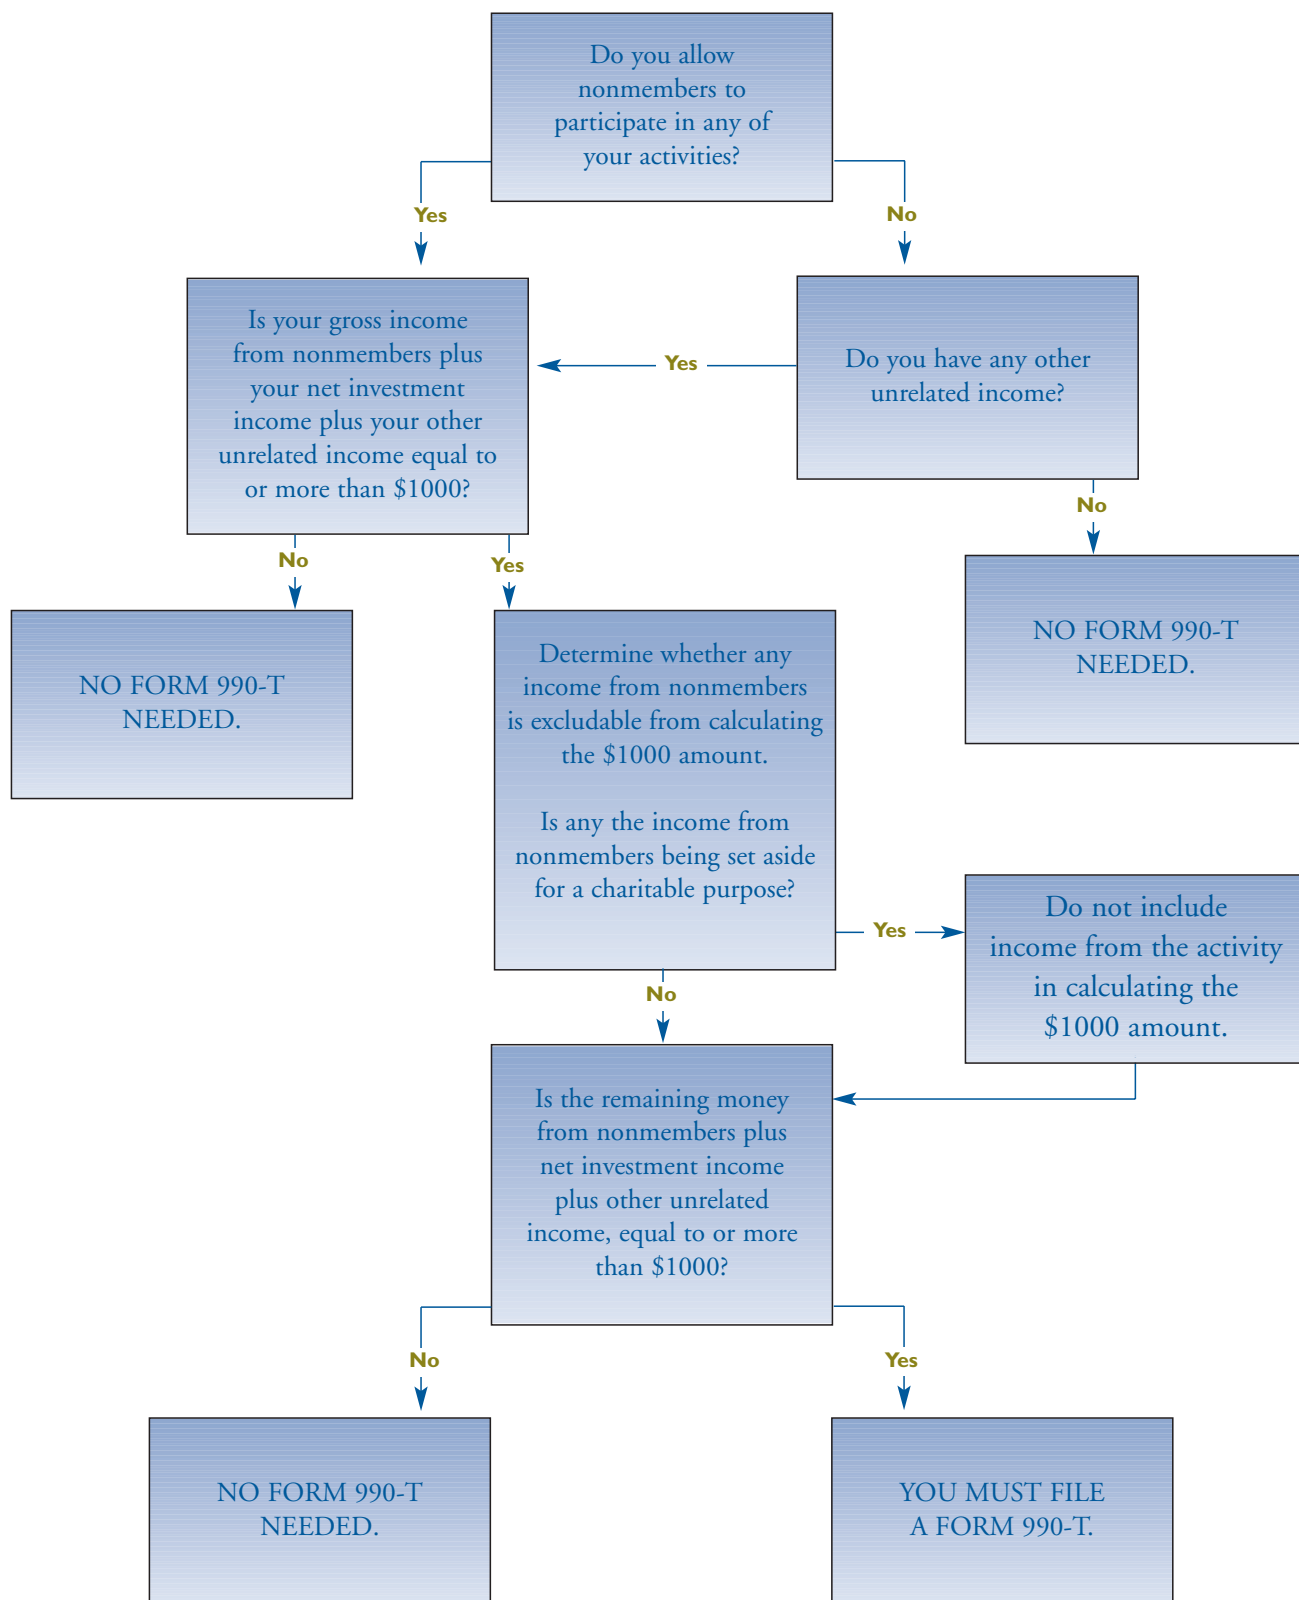 Do you allow
nonmembers to
participate in any of
your activities?
Yes
No
Is your gross income
from nonmembers plus
your net investment
income plus your other
unrelated income equal to
or more than $1000?
Yes
Do you have any other
unrelated income?
No
Yes
No
NO FORM 990-T
NEEDED.
Determine whether any
income from nonmembers
is excludable from calculating
the $1000 amount.
Is any the income from
nonmembers being set aside
for a charitable purpose?
NO FORM 990-T
NEEDED.
Yes
Do not include
income from the activity
in calculating the
$1000 amount.
No
Is the remaining money
from nonmembers plus
net investment income
plus other unrelated
income, equal to or more
than $1000?
No
Yes
NO FORM 990-T
NEEDED.
YOU MUST FILE
A FORM 990-T.